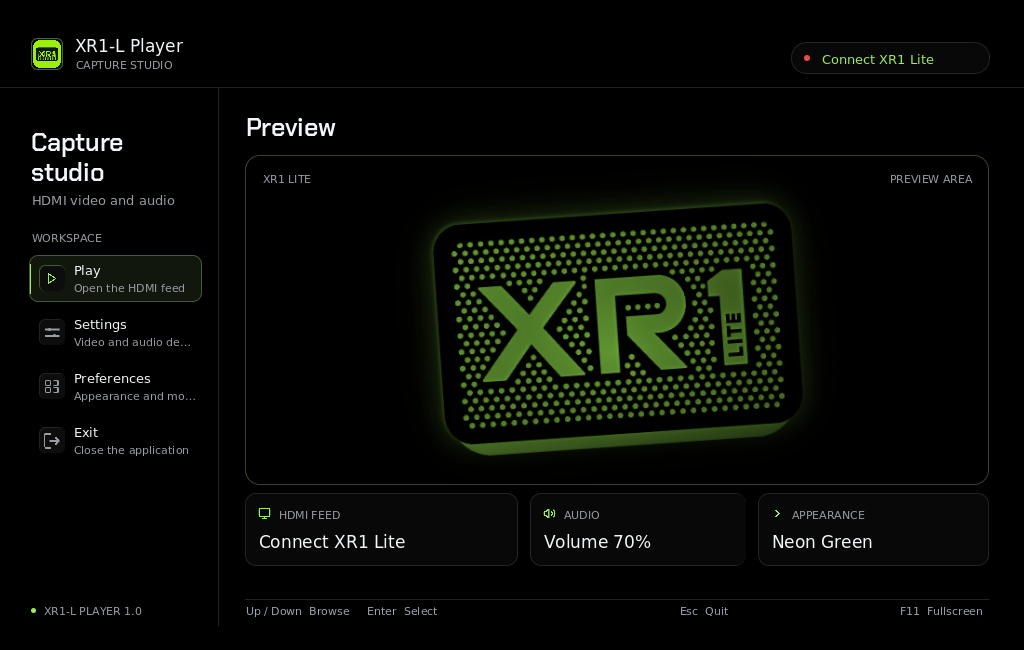 XR1
XR1-L Player
CAPTURE STUDIO
Connect XR1 Lite
Capture
studio
HDMI video and audio
WORKSPACE
Play
Open the HDMI feed
Settings
Video and audio de...
Preferences
Appearance and mo...
Exit
Close the application
XR1-L PLAYER 1.0
Preview
XR1 LITE
PREVIEW AREA
XR1
LITE
HDMI FEED
Connect XR1 Lite
AUDIO
Volume 70%
APPEARANCE
Neon Green
Up / Down Browse Enter Select
Esc Quit
F11 Fullscreen